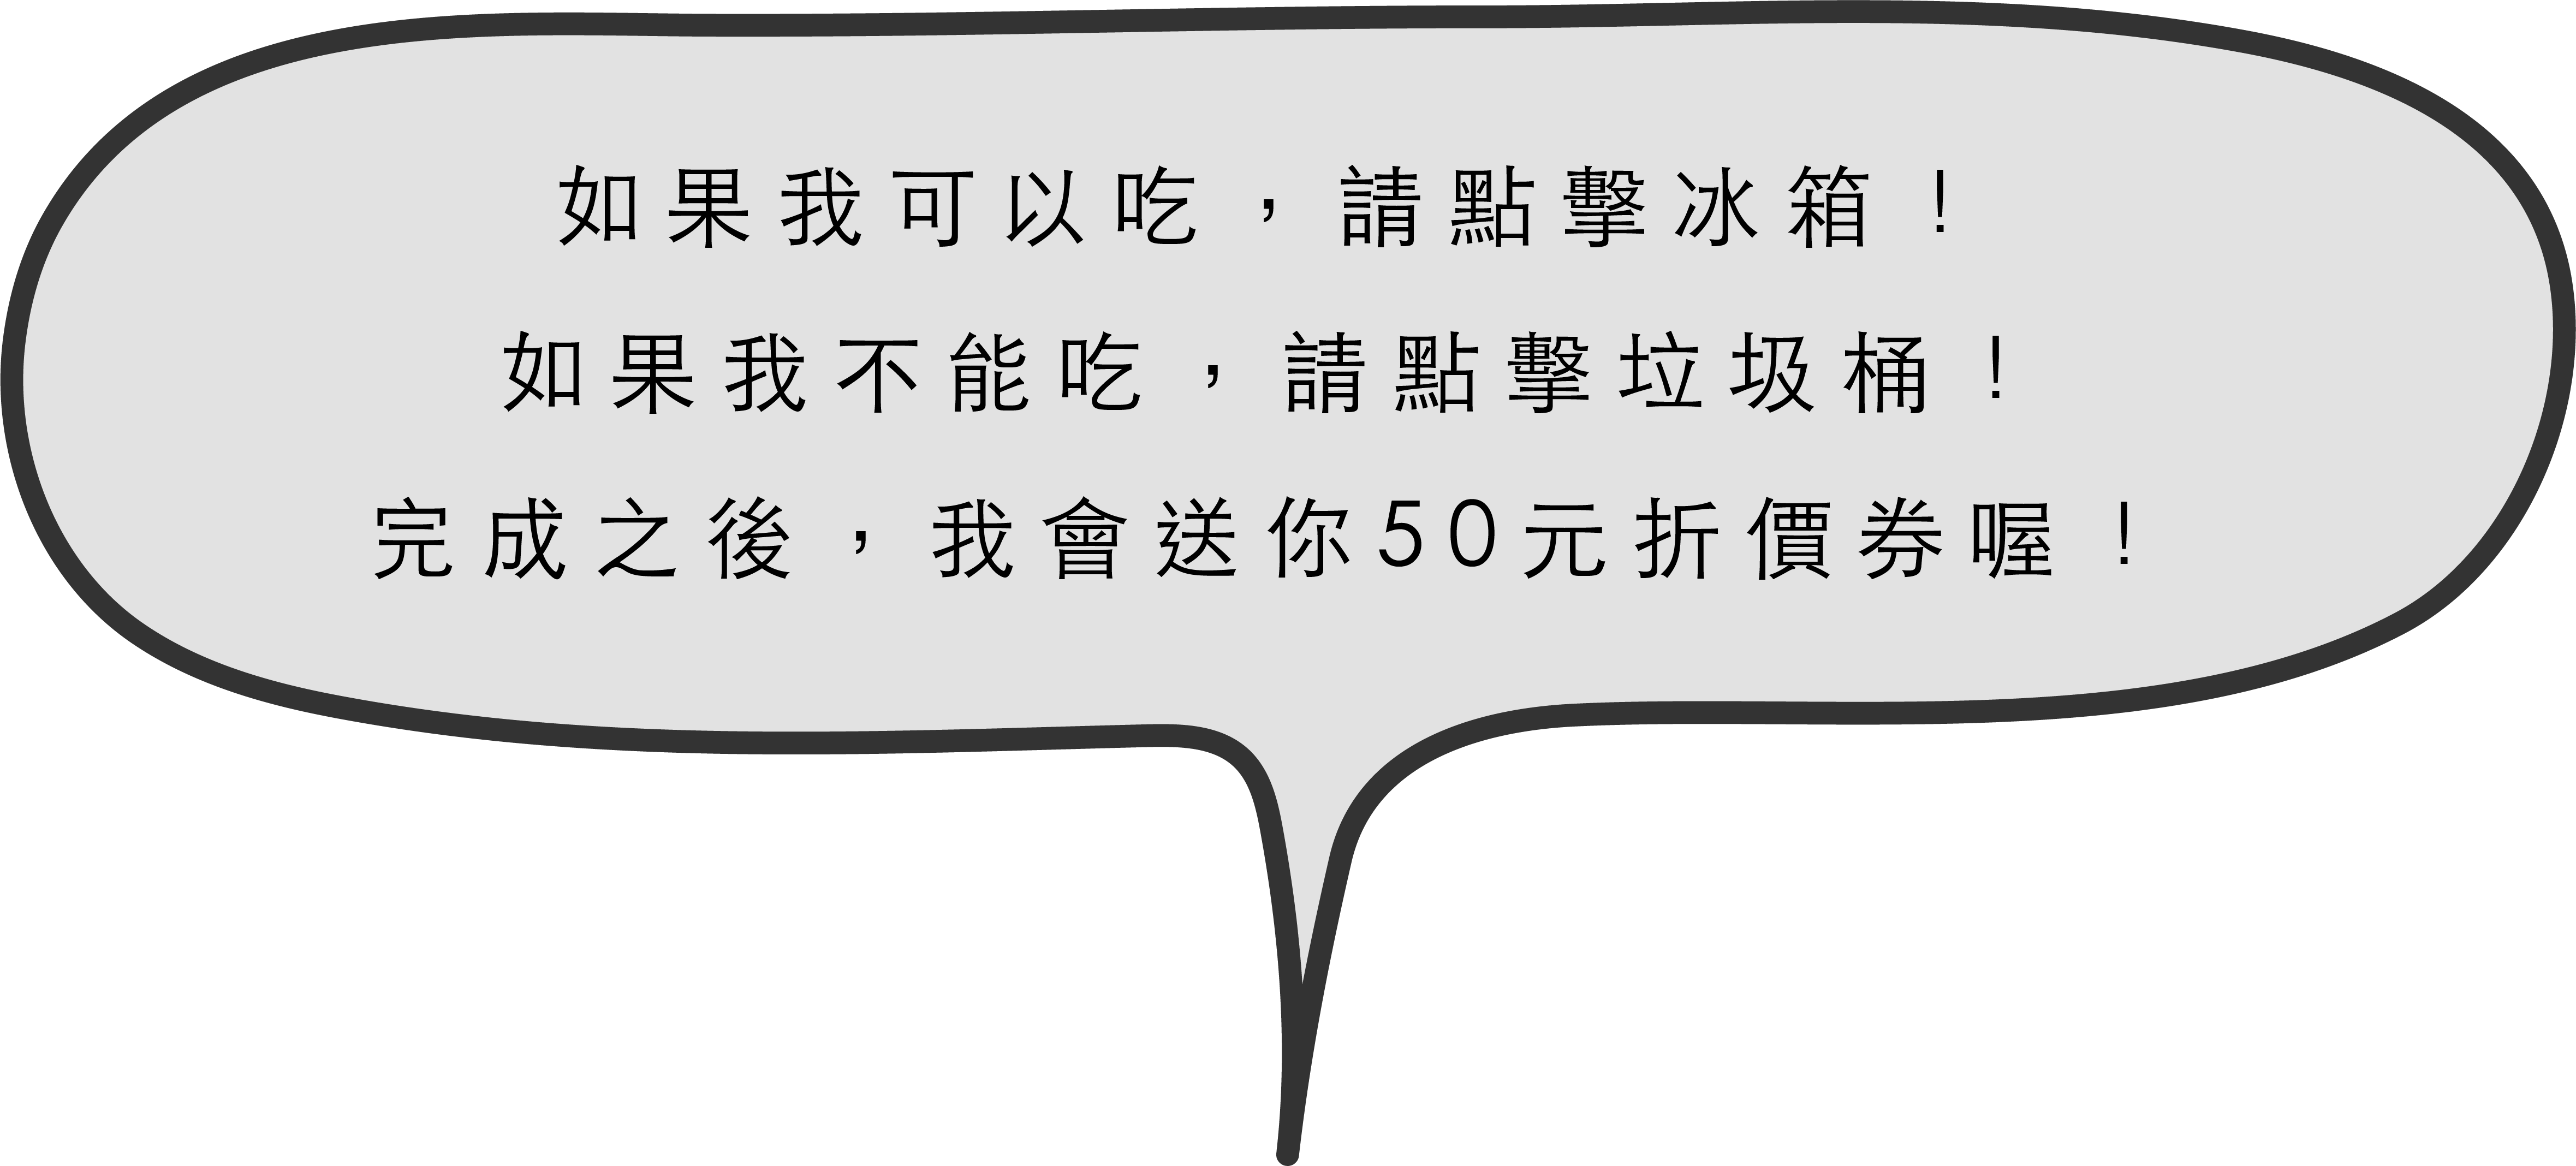 如果我可以吃，請點擊冰箱！
如果我不能吃，請點擊垃圾桶！
完成之後，我會送你50元折價券喔！